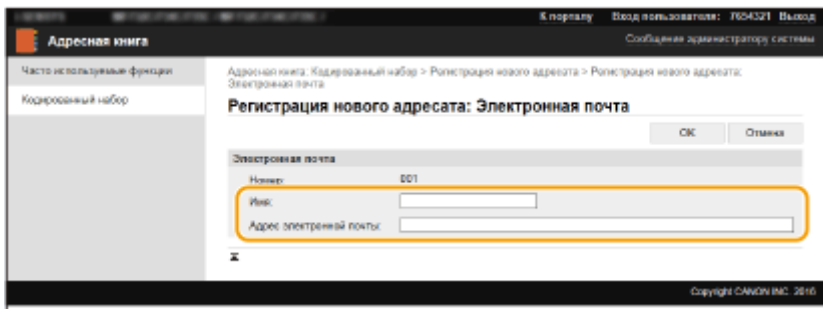 К порталу Вход пользователя: 7654321 Выход
Адресная книга
Сообщение администратору системы
Часто используемые функции
Кодированный набор
Адресная книга: Кодированный набор > Регистрация нового адресата > Регистрация нового адресата:
Электронная почта
Регистрация нового адресата: Электронная почта
OK Отмена
Электронная почта
Номер: 001
Имя:
Адрес электронной почты:
Copyright CANON INC. 2016